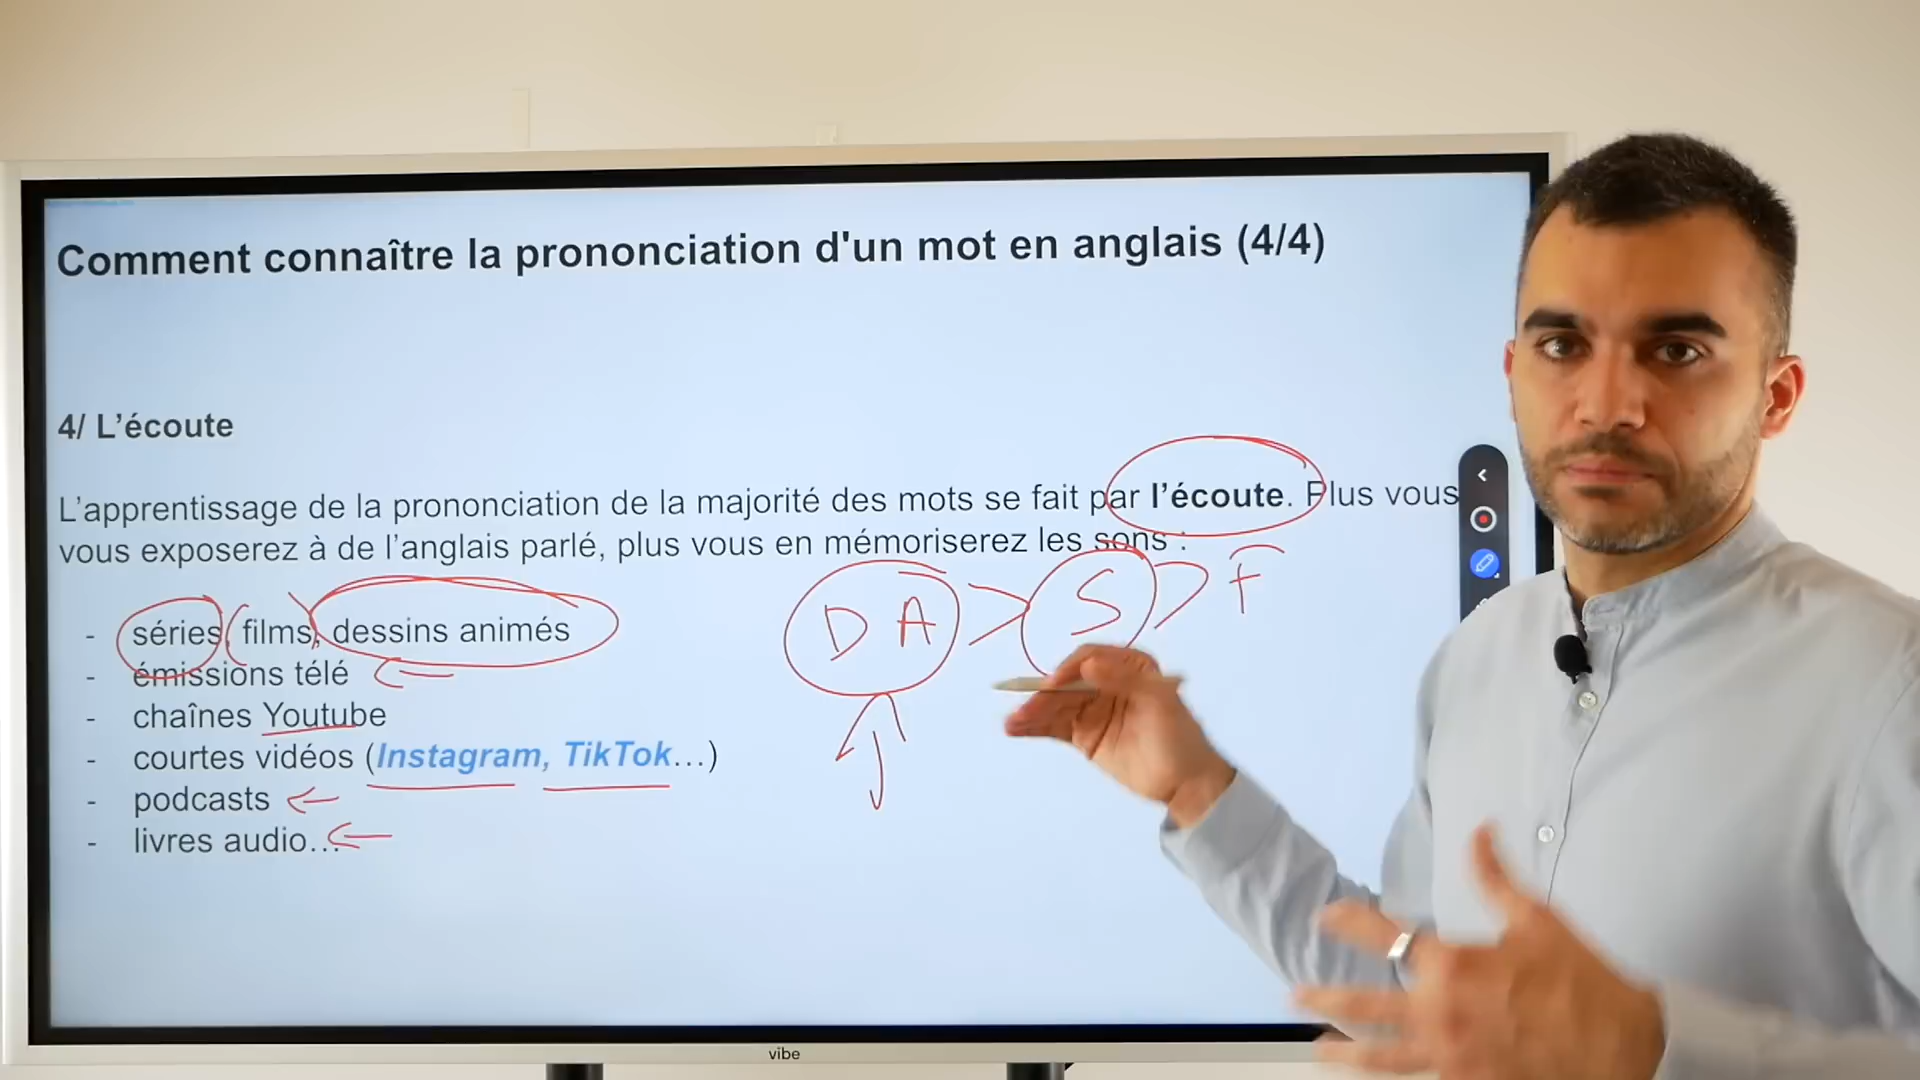 Comment connaître la prononciation d'un mot en anglais (4/4)
4/ L'écoute
L'apprentissage de la prononciation de la majorité des mots se fait par l'écoute. Plus vous
vous exposerez à de l'anglais parlé, plus vous en mémoriserez les sons :
- séries, films, dessins animés
- émissions télé
- chaînes Youtube
- courtes vidéos (Instagram, TikTok...)
- podcasts
- livres audio...
DA > S > F
vibe